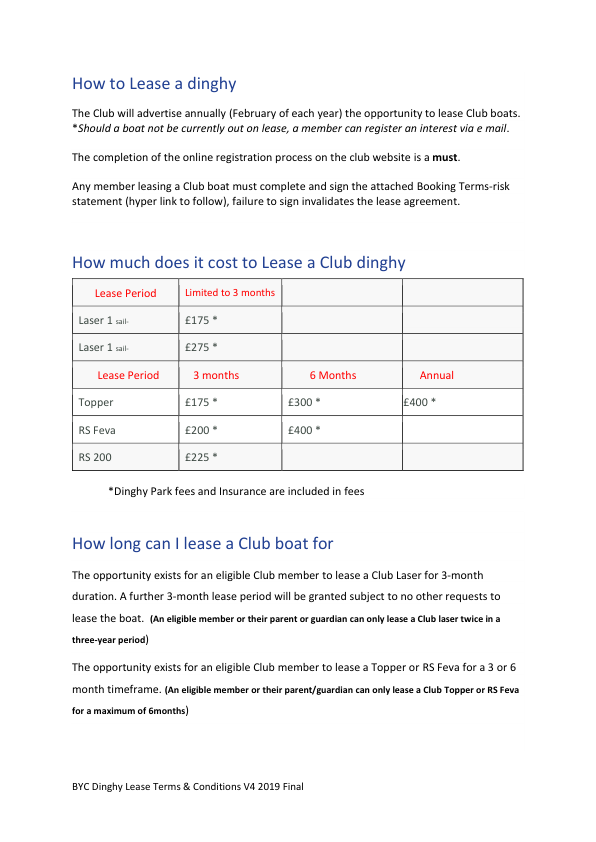 How to Lease a dinghy
The Club will advertise annually (February of each year) the opportunity to lease Club boats.
*Should a boat not be currently out on lease, a member can register an interest via e mail.
The completion of the online registration process on the club website is a must.
Any member leasing a Club boat must complete and sign the attached Booking Terms-risk
statement (hyper link to follow), failure to sign invalidates the lease agreement.
How much does it cost to Lease a Club dinghy
Lease Period Limited to 3 months
Laser 1 sail- £175 *
Laser 1 sail- £275 *
Lease Period 3 months 6 Months Annual
Topper £175 * £300 * £400 *
RS Feva £200 * £400 *
RS 200 £225 *
*Dinghy Park fees and Insurance are included in fees
How long can I lease a Club boat for
The opportunity exists for an eligible Club member to lease a Club Laser for 3-month
duration. A further 3-month lease period will be granted subject to no other requests to
lease the boat. (An eligible member or their parent or guardian can only lease a Club laser twice in a
three-year period)
The opportunity exists for an eligible Club member to lease a Topper or RS Feva for a 3 or 6
month timeframe. (An eligible member or their parent/guardian can only lease a Club Topper or RS Feva
for a maximum of 6months)
BYC Dinghy Lease Terms & Conditions V4 2019 Final